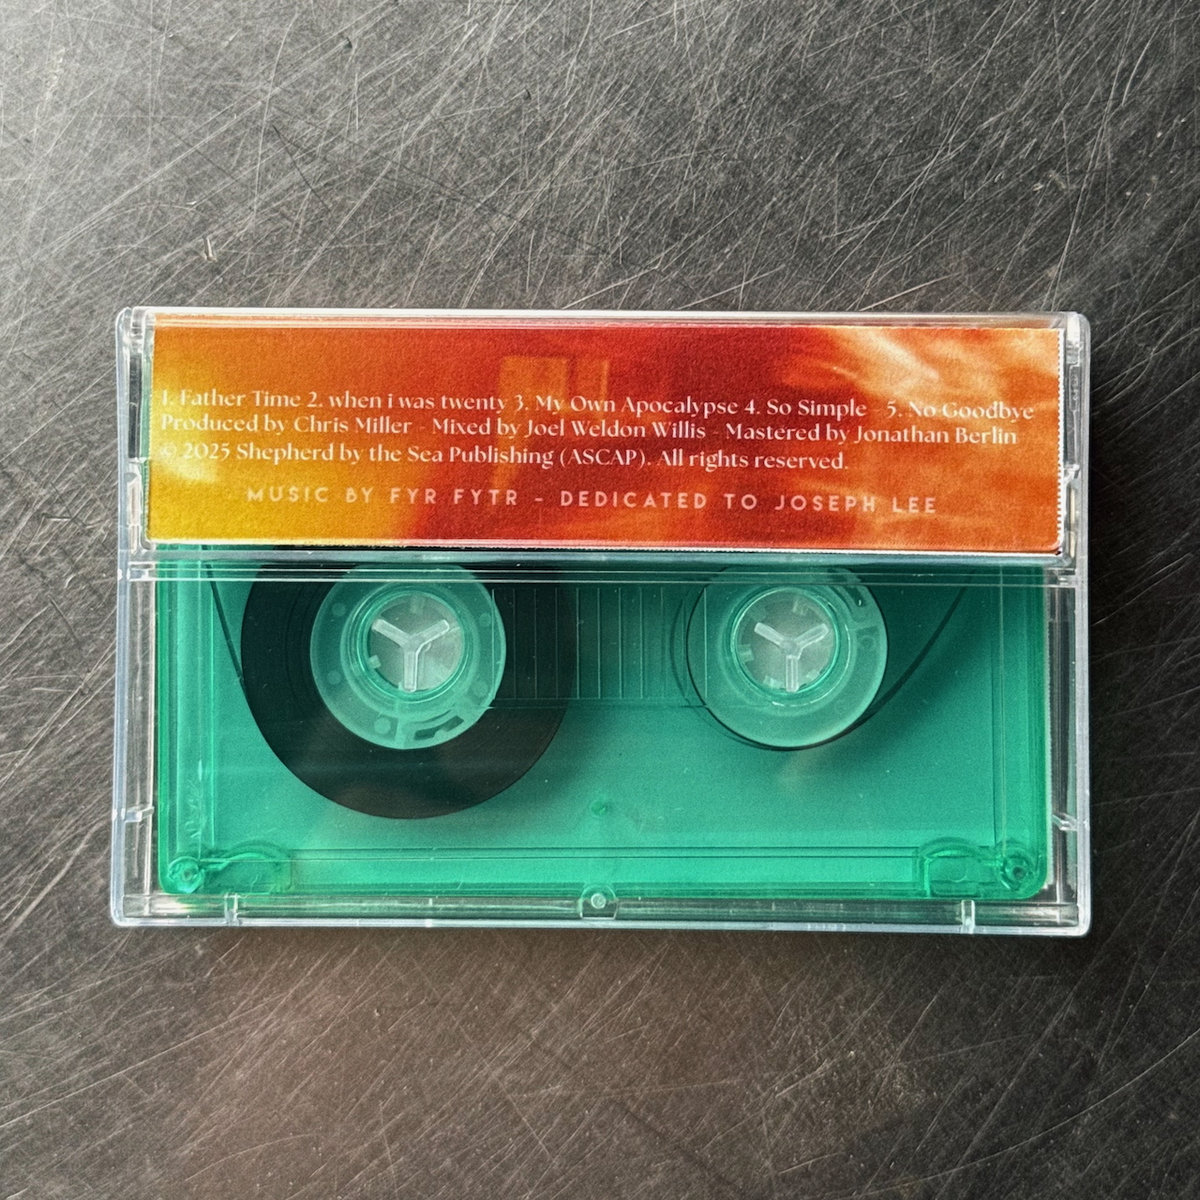 1. Father Time 2. when i was twenty 3. My Own Apocalypse 4. So Simple - 5. No Goodbye
Produced by Chris Miller - Mixed by Joel Weldon Willis - Mastered by Jonathan Berlin
© 2025 Shepherd by the Sea Publishing (ASCAP). All rights reserved.
MUSIC BY FYR FYTR - DEDICATED TO JOSEPH LEE